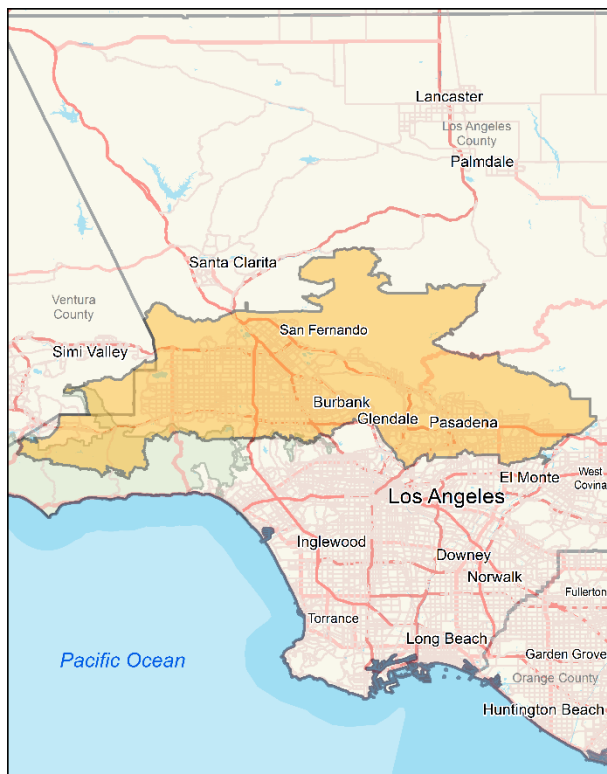 Lancaster
Los Angeles
County
Palmdale
Santa Clarita
Ventura
County
San Fernando
Simi Valley
Burbank
Glendale
Pasadena
El Monte
West
Covina
Los Angeles
Inglewood
Downey
Norwalk
Fullerton
Torrance
Long Beach
Garden Grove
Pacific Ocean
Orange County
Huntington Beach